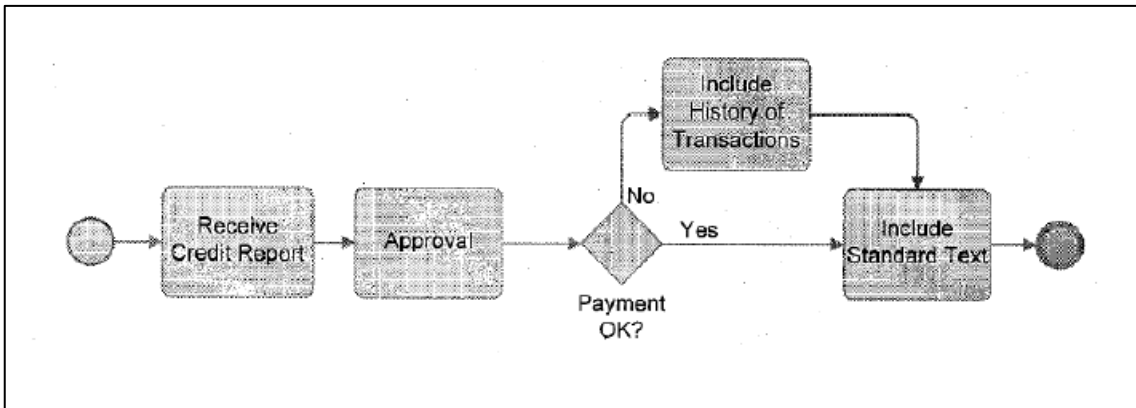 Include
History of
Transactions
No
Receive
Credit Report
Approval
Yes
Include
Standard Text
Payment
OK?